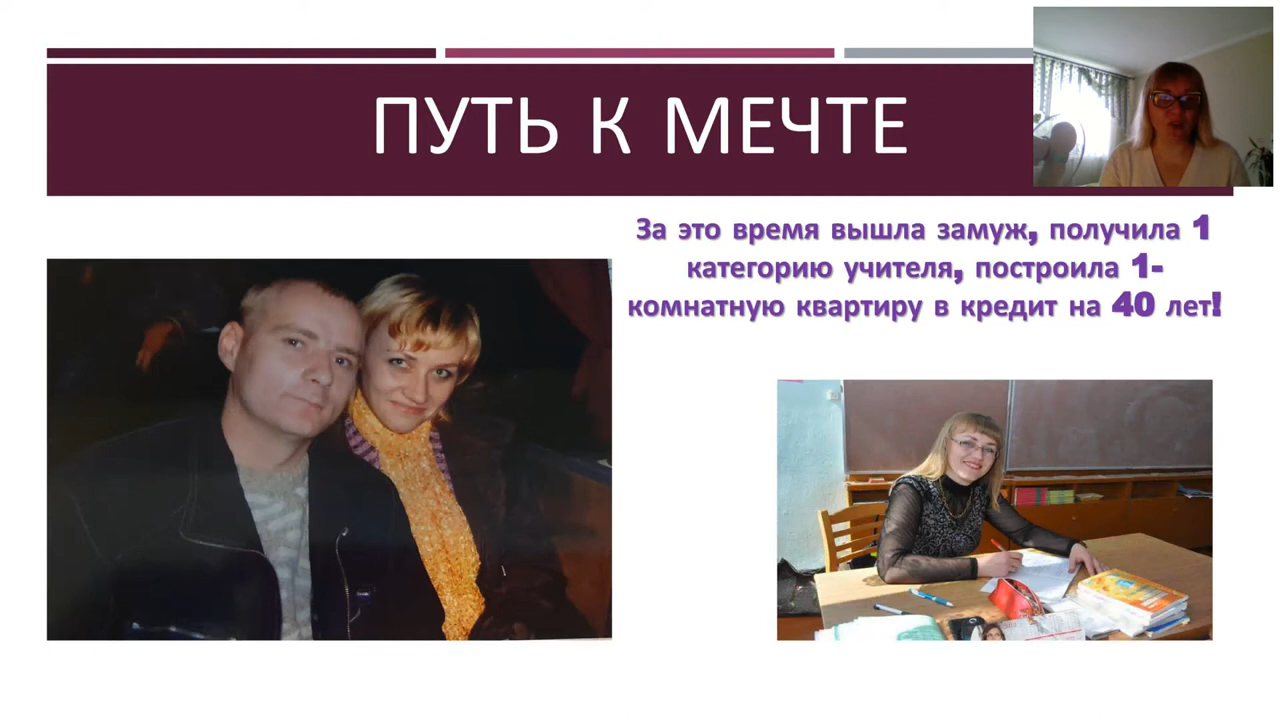 ПУТЬ К МЕЧТЕ
За это время вышла замуж, получила 1
категорию учителя, построила 1-
комнатную квартиру в кредит на 40 лет!